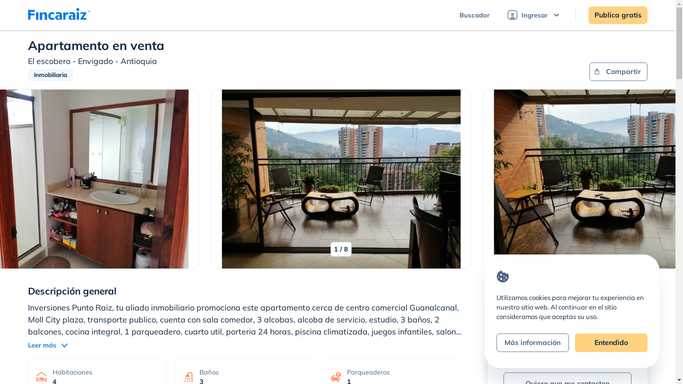 Fincaraiz
Buscador
Ingresar
Publica gratis
Apartamento en venta
El escobero - Envigado - Antioquia
Inmobiliaria
Compartir
1 / 8
Descripción general
Inversiones Punto Raiz, tu aliado inmobiliario promociona este apartamento cerca de centro comercial Guanalcanal,
Moll City plaza, transporte publico, cuenta con sala comedor, 3 alcobas, alcoba de servicio, estudio, 3 baños, 2
balcones, cocina integral, 1 parqueadero, cuarto util, porteria 24 horas, piscina climatizada, juegos infantiles, salon...
Leer más
Habitaciones
4
Baños
3
Parqueaderos
1
Utilizamos cookies para mejorar tu experiencia en
nuestro sitio web. Al continuar en el sitio
consideramos que aceptas su uso.
Más información
Entendido
Quiero que me contacten